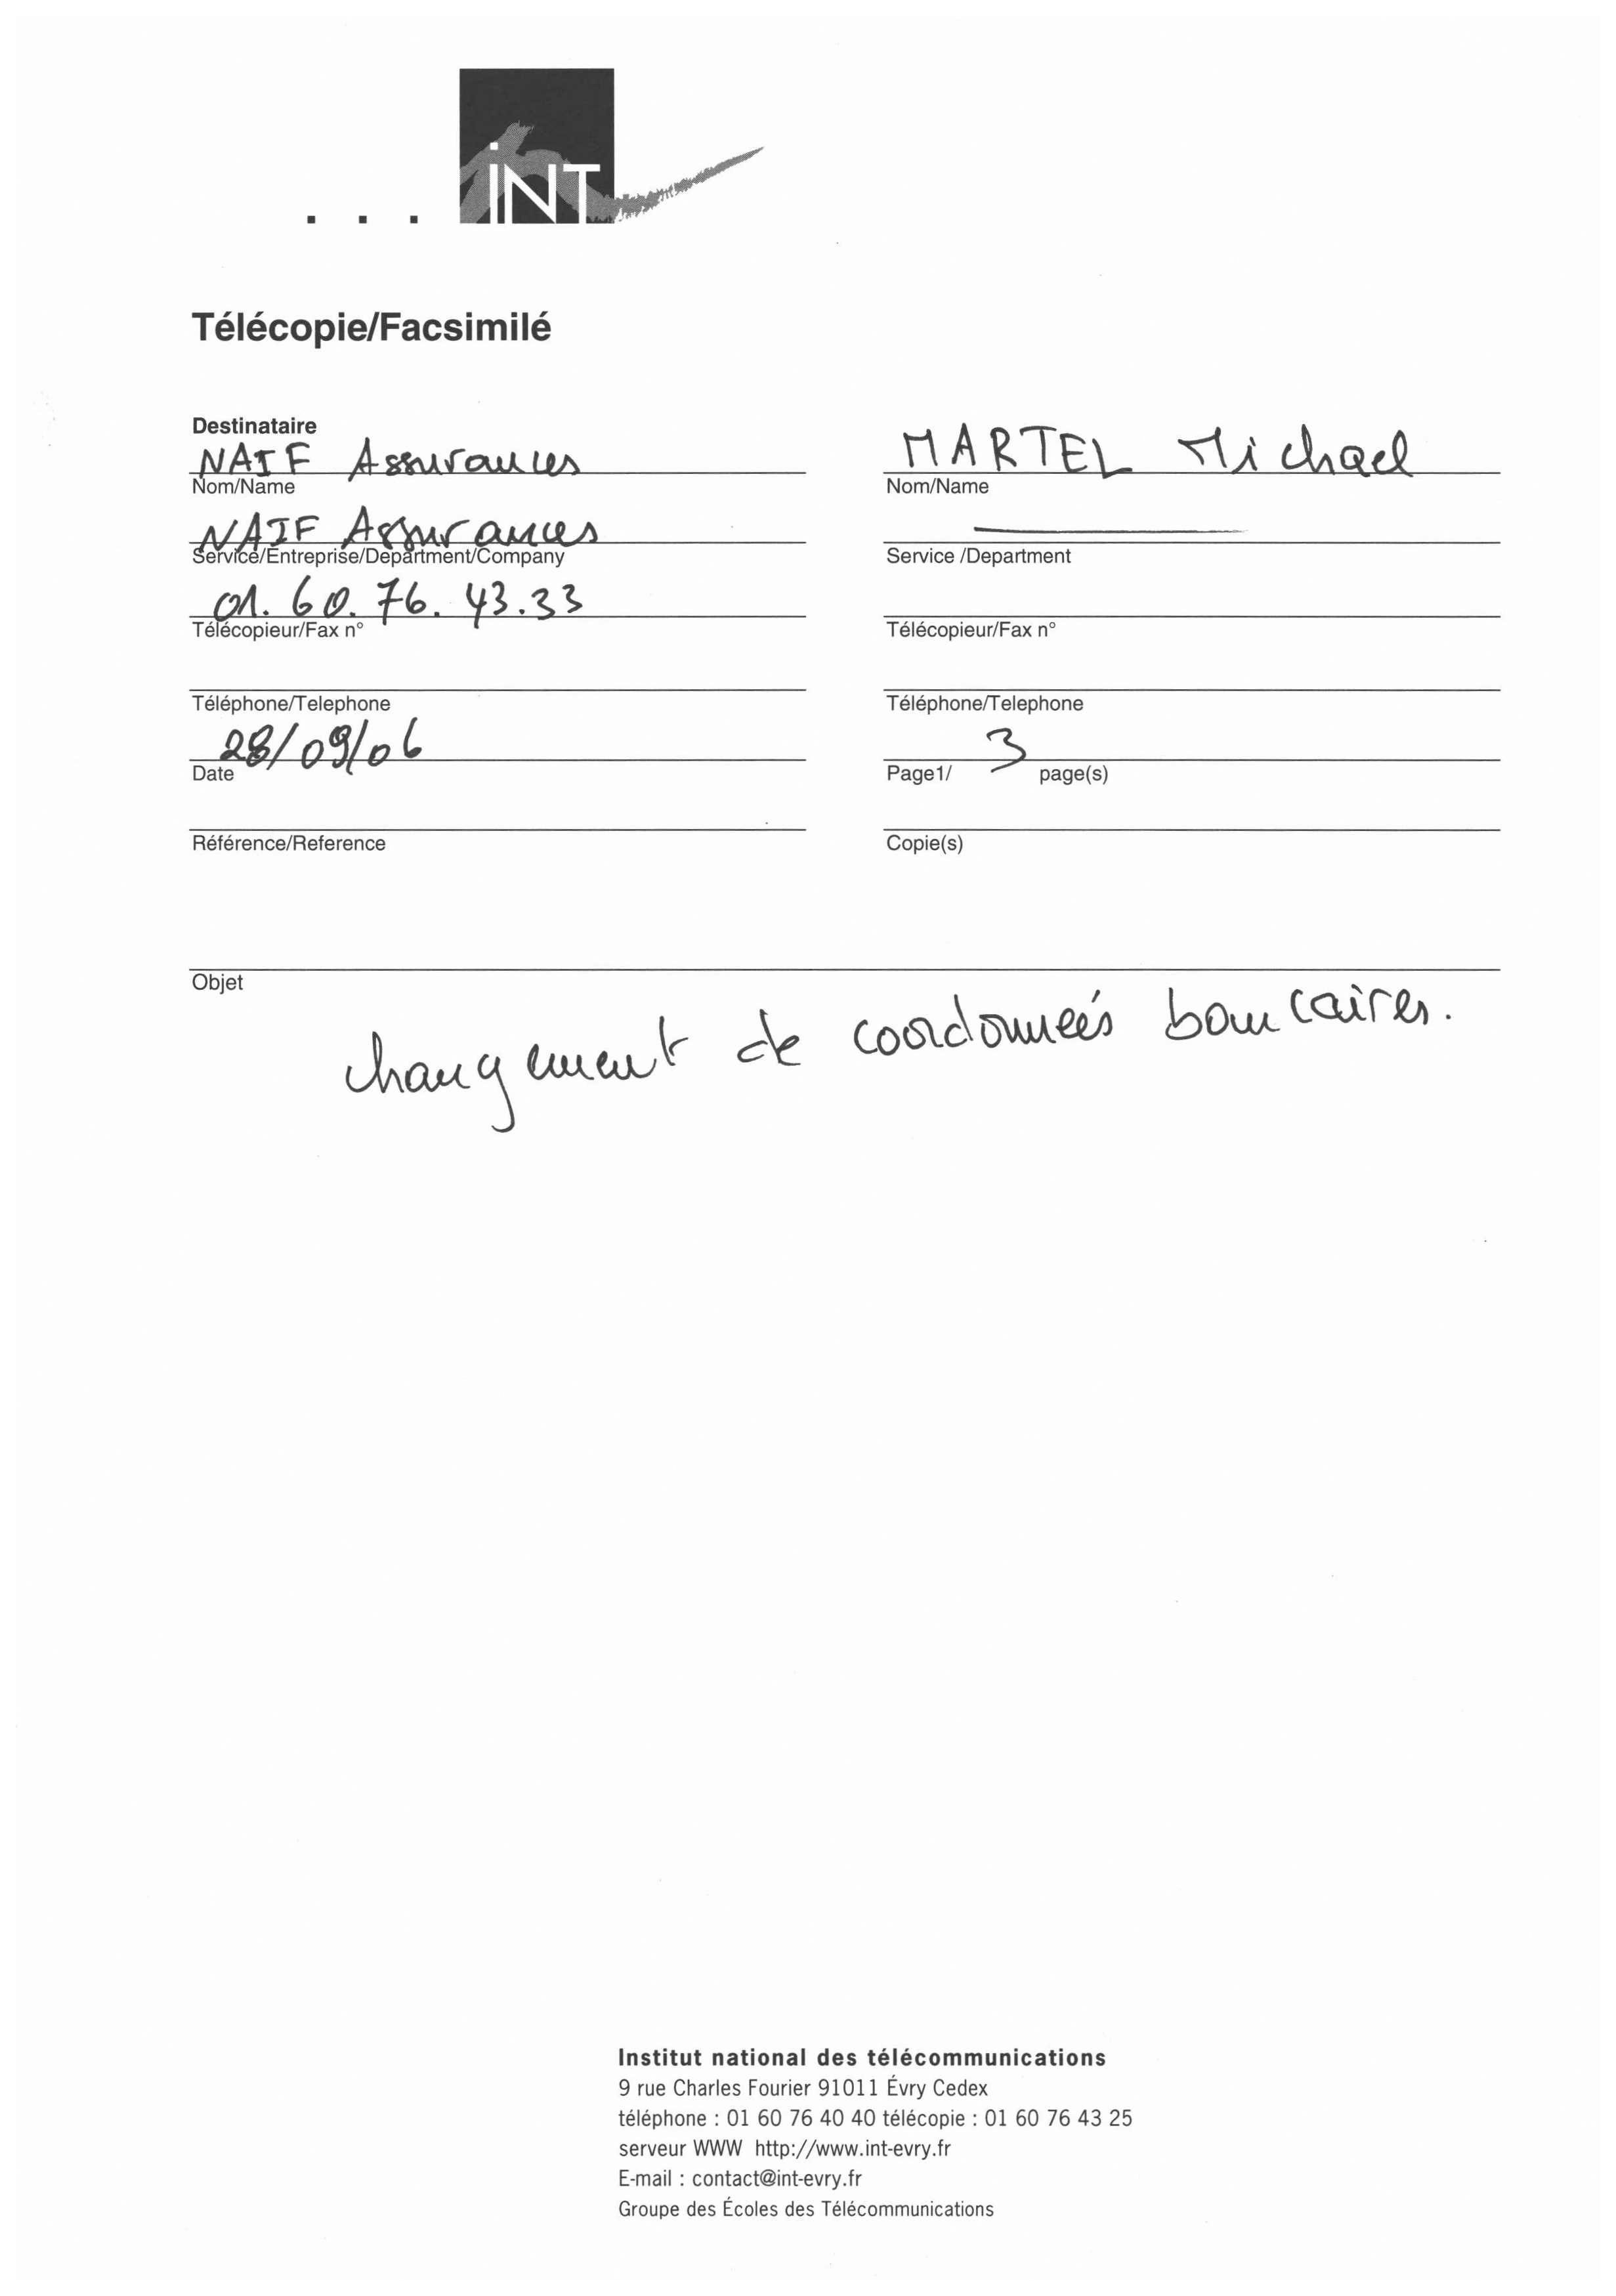 iNT
Télécopie/Facsimilé
Destinataire
NAIF Assurances
Nom/Name
NAIF Assurances
Service/Entreprise/Department/Company
01.60.76.43.33
Télécopieur/Fax n°
Téléphone/Telephone
28/09/06
Date
Référence/Reference
MARTEL Michael
Nom/Name
Service /Department
Télécopieur/Fax n°
Téléphone/Telephone
Page1/ 3 page(s)
Copie(s)
Objet
changement de coordonneés bancaires.
Institut national des télécommunications
9 rue Charles Fourier 91011 Évry Cedex
téléphone : 01 60 76 40 40 télécopie : 01 60 76 43 25
serveur WWW http://www.int-evry.fr
E-mail : contact@int-evry.fr
Groupe des Écoles des Télécommunications